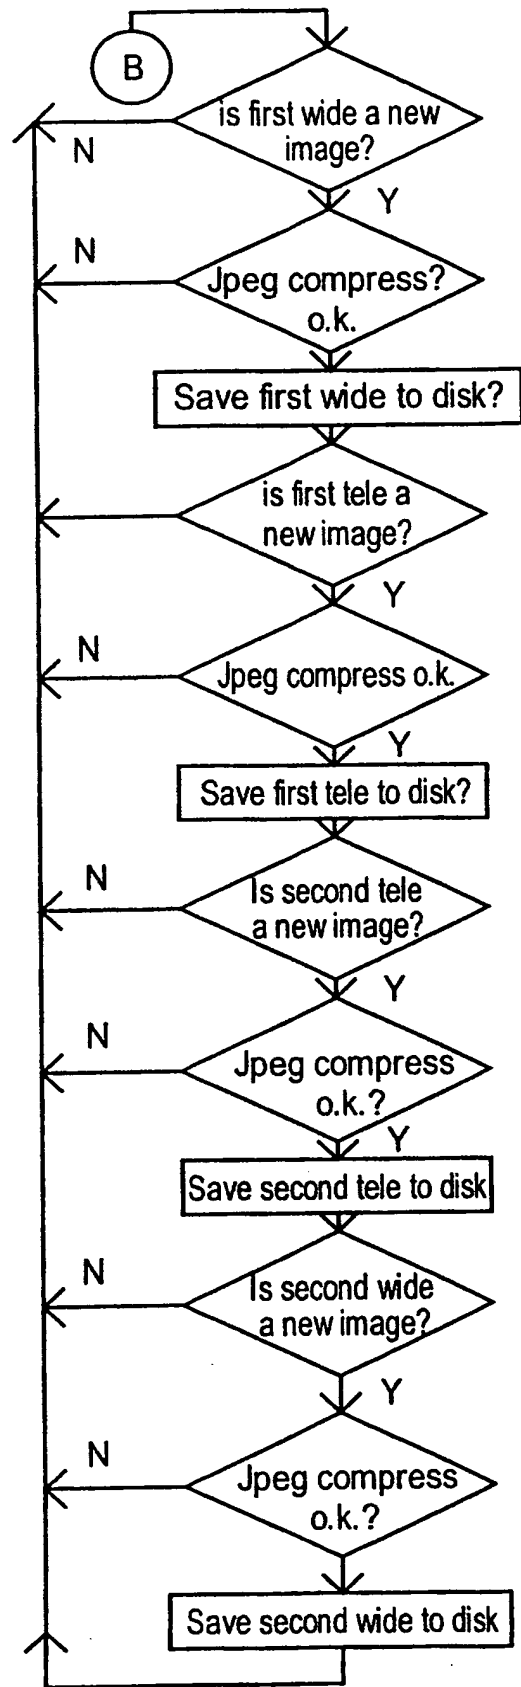 B
is first wide a new
image?
N
Y
N
Jpeg compress?
o.k.
Save first wide to disk?
is first tele a
new image?
Y
N
Jpeg compress o.k.
Y
Save first tele to disk?
N
Is second tele
a new image?
Y
N
Jpeg compress
o.k.?
Y
Save second tele to disk
N
Is second wide
a new image?
Y
N
Jpeg compress
o.k.?
Save second wide to disk